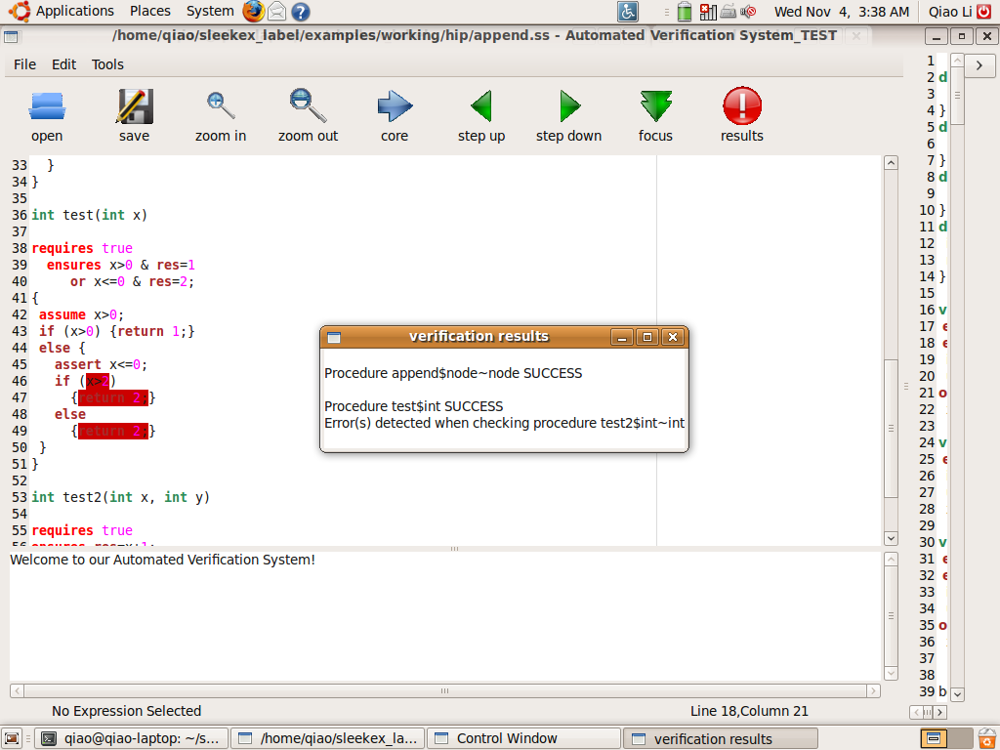 Applications Places System Wed Nov 4, 3:38 AM Qiao Li
/home/qiao/sleekex_label/examples/working/hip/append.ss - Automated Verification System_TEST
File Edit Tools
open save zoom in zoom out core step up step down focus results
33 }
34 }
35
36 int test(int x)
37
38 requires true
39 ensures x>0 & res=1
40 or x<=0 & res=2;
41 {
42 assume x>0;
43 if (x>0) {return 1;}
44 else {
45 assert x<=0;
46 if (x>2)
47 {return 2;}
48 else
49 {return 2;}
50 }
51 }
52
53 int test2(int x, int y)
54
55 requires true
56 ensures res=x+1;
verification results
Procedure append$node~node SUCCESS
Procedure test$int SUCCESS
Error(s) detected when checking procedure test2$int~int
1
2 d
3
4 }
5 d
6
7 }
8 d
9
10 }
11 d
12
13
14 }
15
16 v
17 e
18 e
19
20
21 o
22
23
24 v
25 e
26
27
28
29
30 v
31 e
32 e
33
34
35 o
36
37
38
39 b
Welcome to our Automated Verification System!
No Expression Selected Line 18,Column 21
qiao@qiao-laptop: ~/s... /home/qiao/sleekex_la... Control Window verification results